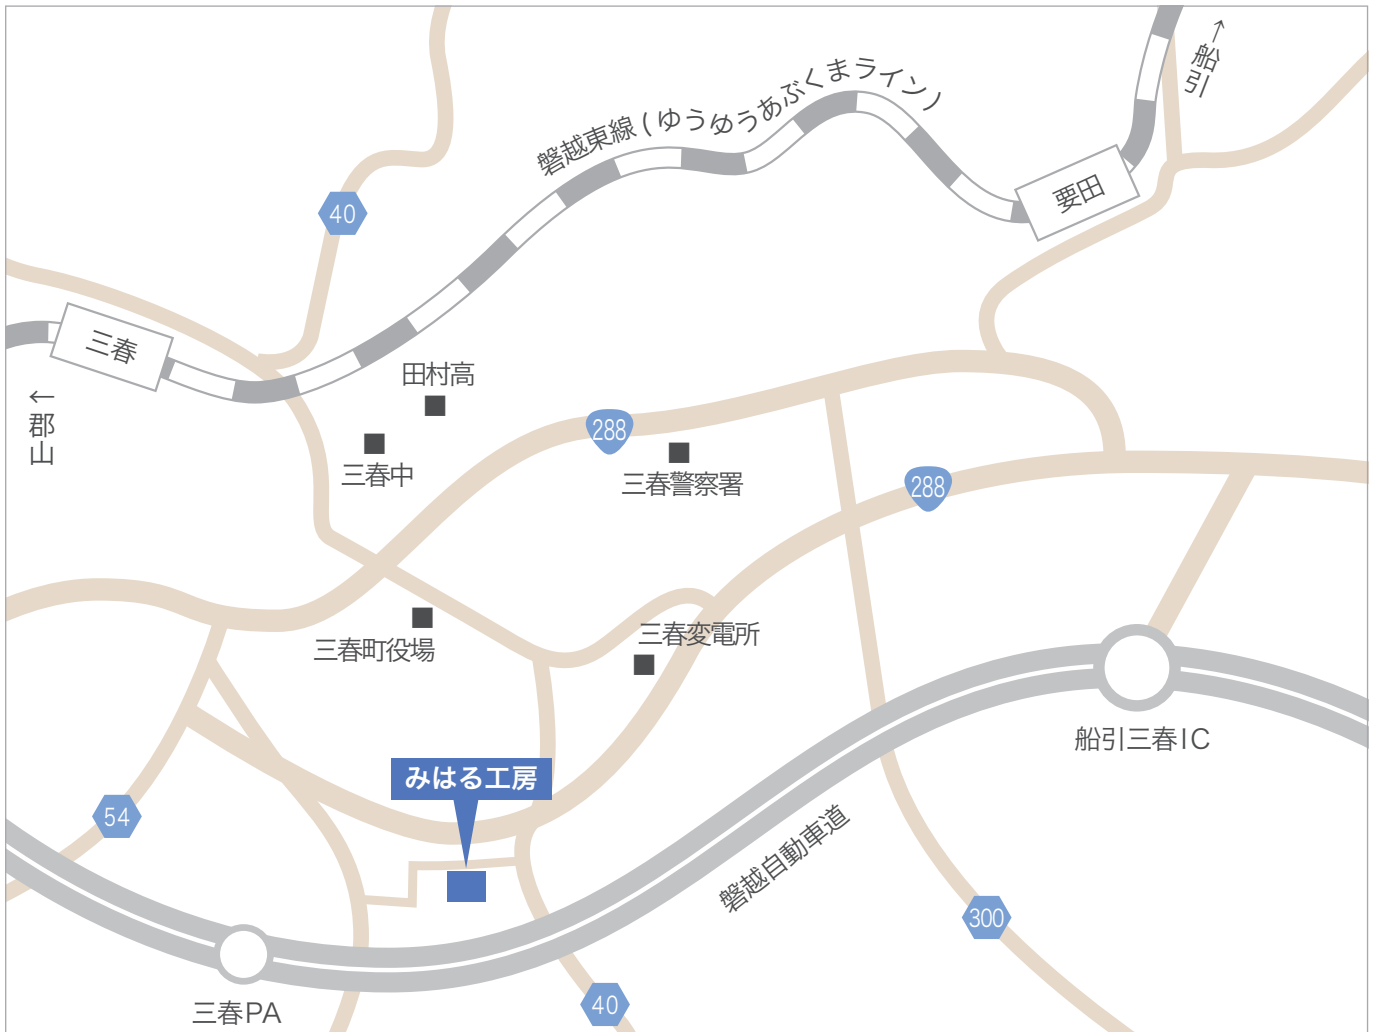 →船引
磐越東線(ゆうゆうあぶくまライン)
要田
40
三春
←郡山
田村高
三春中
288
三春警察署
288
三春町役場
三春変電所
船引三春IC
みはる工房
54
磐越自動車道
300
三春PA
40